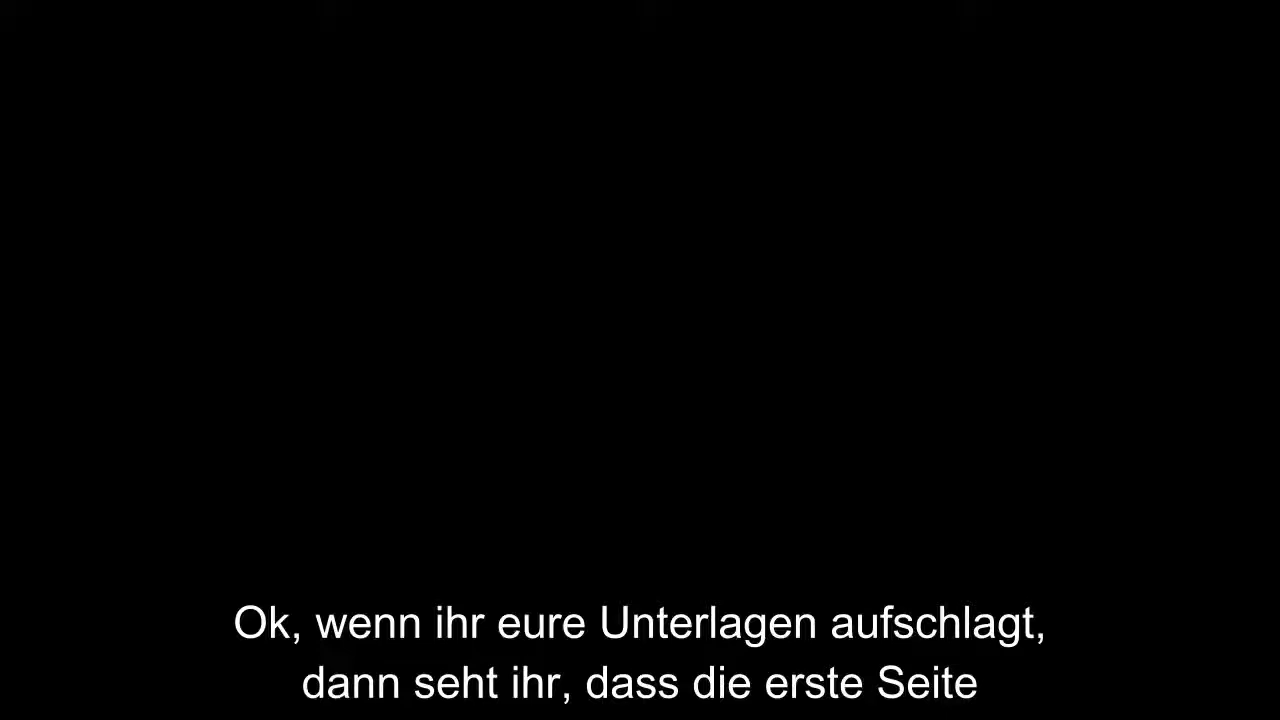 Ok, wenn ihr eure Unterlagen aufschlagt,
dann seht ihr, dass die erste Seite